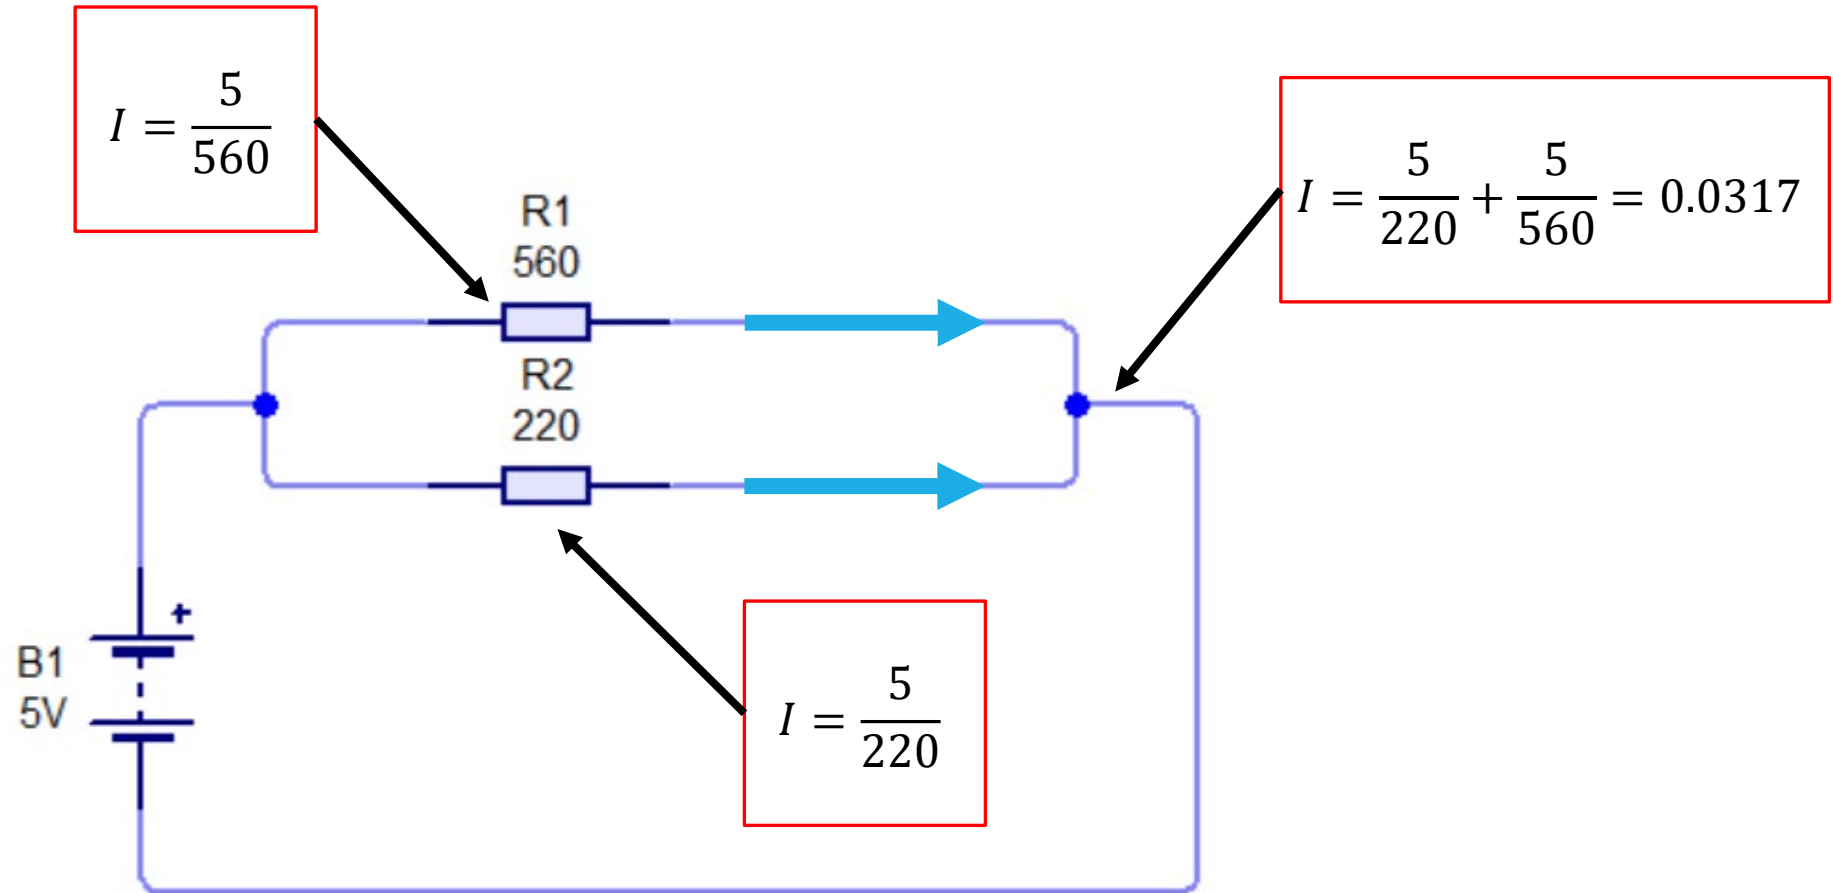 I = 5/560
I = 5/220 + 5/560 = 0.0317
R1
560
R2
220
+
B1
5V
I = 5/220